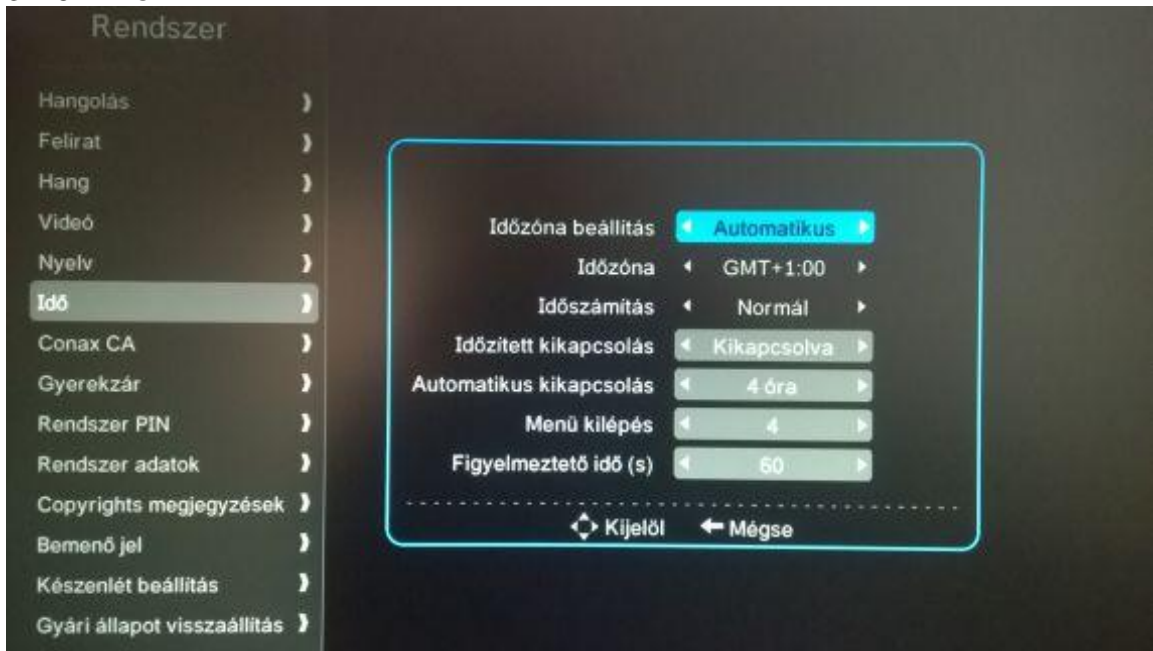 Rendszer
Hangolás
Felirat
Hang
Videó
Nyelv
Idő
Conax CA
Gyerekzár
Rendszer PIN
Rendszer adatok
Copyrights megjegyzések
Bemenő jel
Készenlét beállítás
Gyári állapot visszaállítás
Időzóna beállítás Automatikus
Időzóna GMT+1:00
Időszámítás Normál
Időzített kikapcsolás Kikapcsolva
Automatikus kikapcsolás 4 óra
Menü kilépés 4
Figyelmeztető idő (s) 60
Kijelöl Mégse